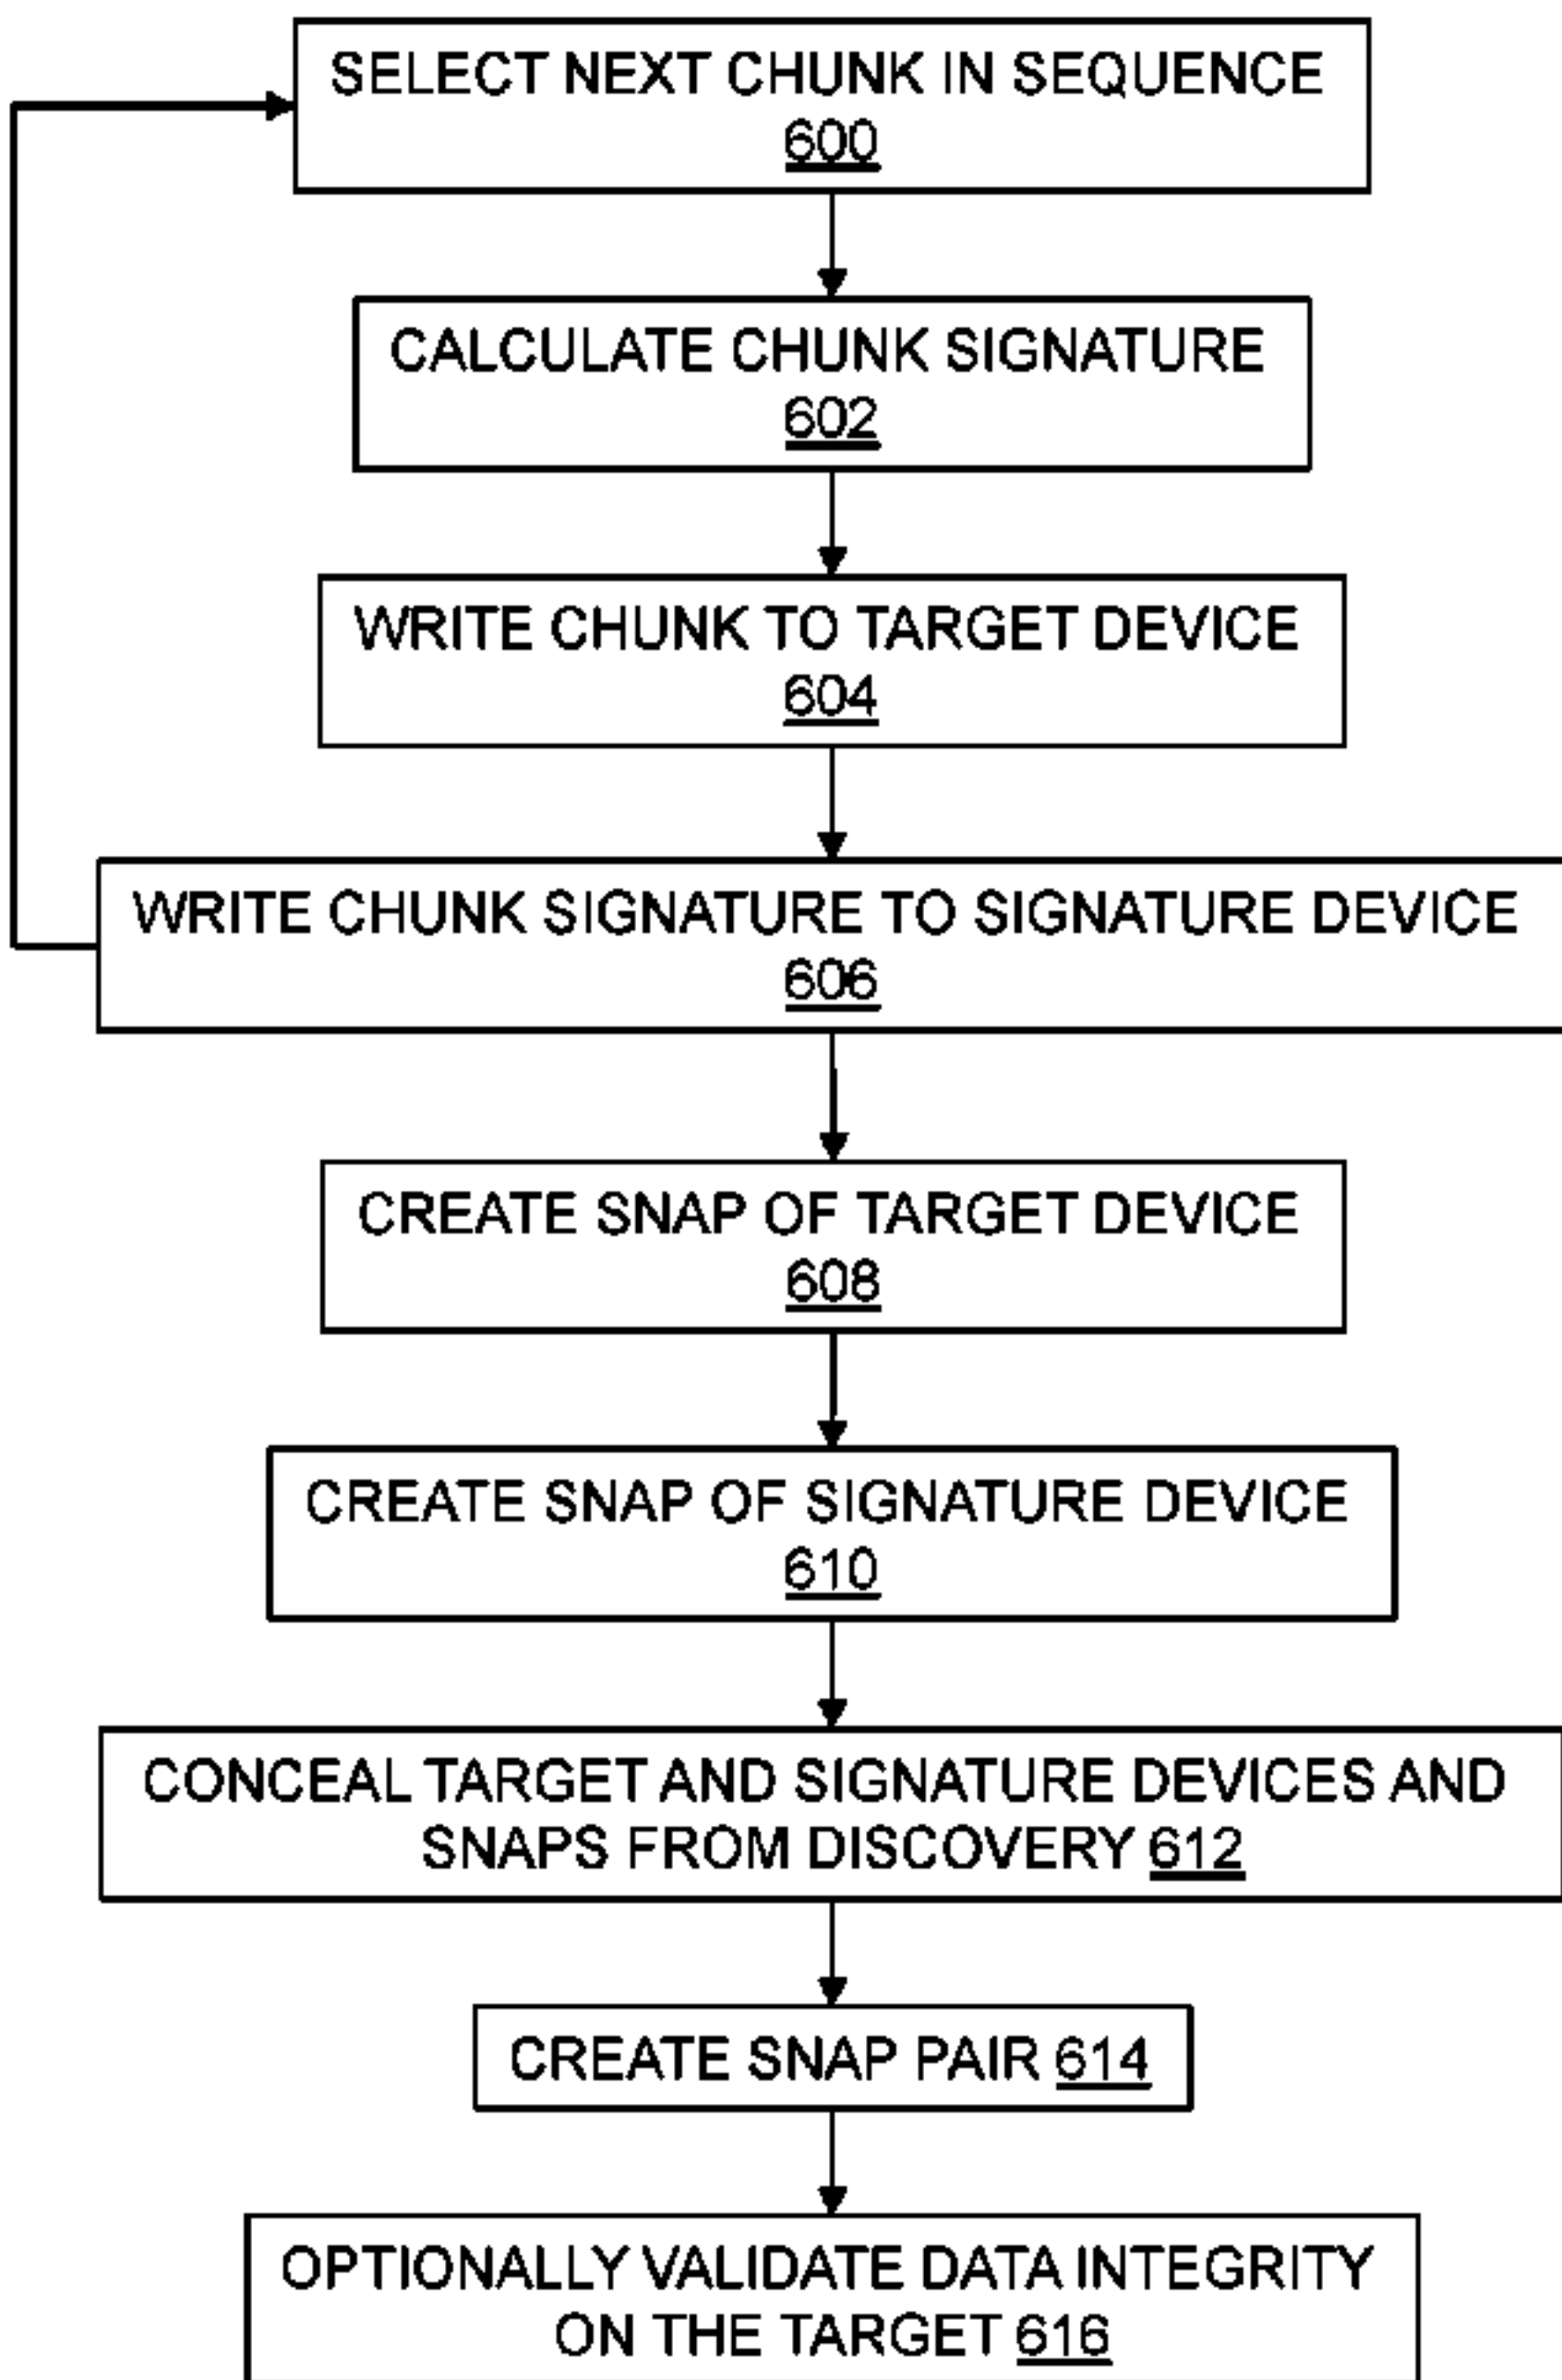 SELECT NEXT CHUNK IN SEQUENCE
600
CALCULATE CHUNK SIGNATURE
602
WRITE CHUNK TO TARGET DEVICE
604
WRITE CHUNK SIGNATURE TO SIGNATURE DEVICE
606
CREATE SNAP OF TARGET DEVICE
608
CREATE SNAP OF SIGNATURE DEVICE
610
CONCEAL TARGET AND SIGNATURE DEVICES AND
SNAPS FROM DISCOVERY 612
CREATE SNAP PAIR 614
OPTIONALLY VALIDATE DATA INTEGRITY
ON THE TARGET 616